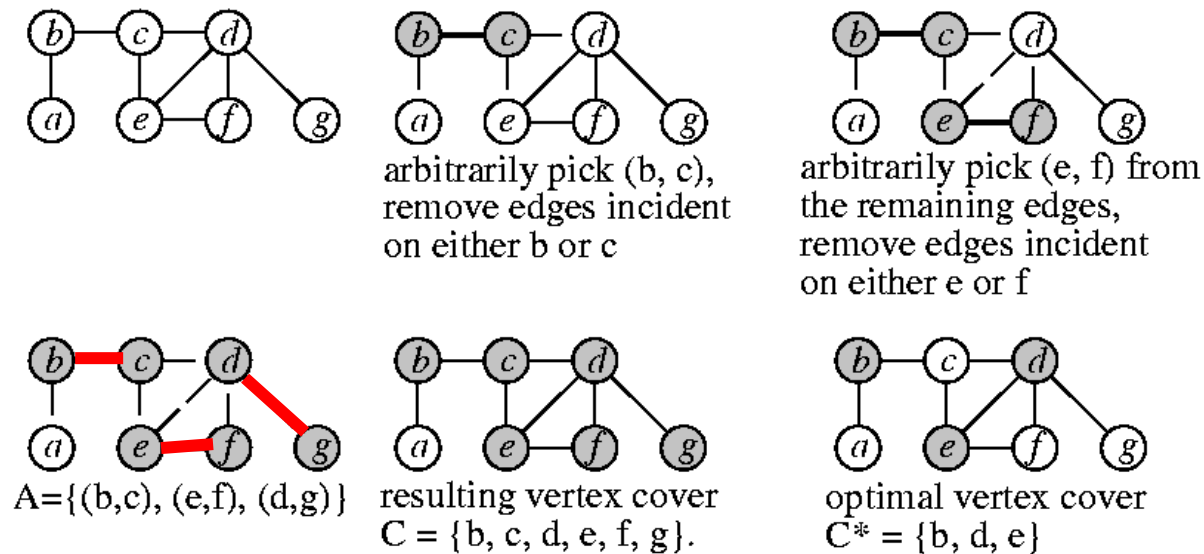 b c d
a e f g
b c d
a e f g
arbitrarily pick (b, c),
remove edges incident
on either b or c
b c d
a e f g
arbitrarily pick (e, f) from
the remaining edges,
remove edges incident
on either e or f
b c d
a e f g
A={(b,c), (e,f), (d,g)}
b c d
a e f g
resulting vertex cover
C = {b, c, d, e, f, g}.
b c d
a e f g
optimal vertex cover
C* = {b, d, e}